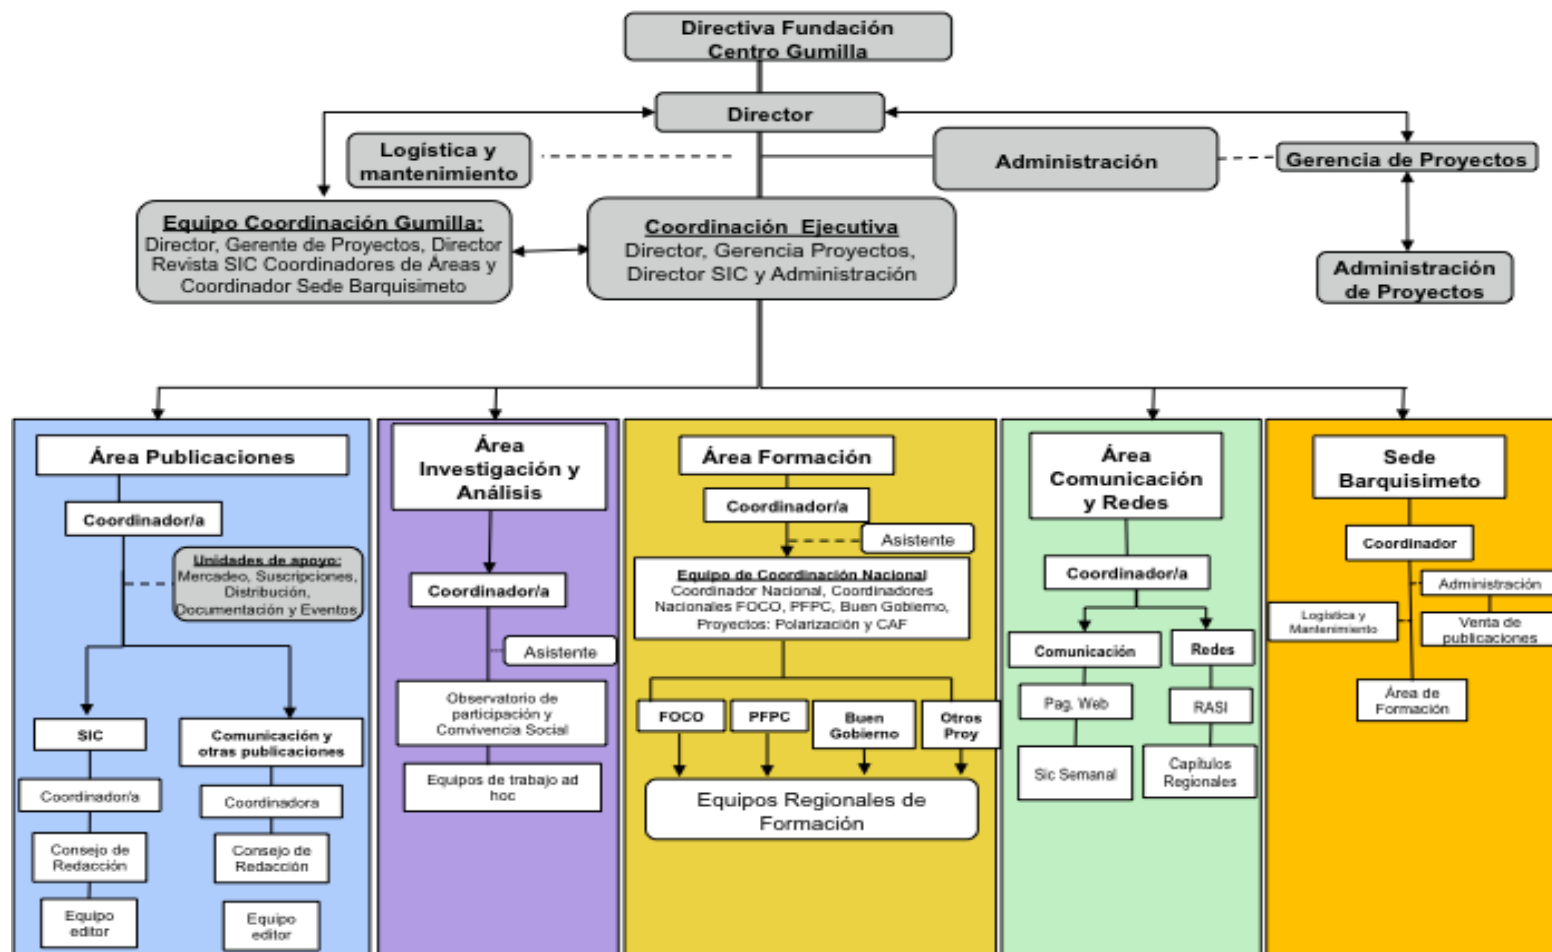 Directiva Fundación
Centro Gumilla
Director
Logística y
mantenimiento
Administración
Gerencia de Proyectos
Equipo Coordinación Gumilla:
Director, Gerente de Proyectos, Director
Revista SIC Coordinadores de Áreas y
Coordinador Sede Barquisimeto
Coordinación Ejecutiva
Director, Gerencia Proyectos,
Director SIC y Administración
Administración
de Proyectos
Área Publicaciones
Coordinador/a
Unidades de apoyo:
Mercadeo, Suscripciones,
Distribución,
Documentación y Eventos
SIC
Coordinador/a
Consejo de
Redacción
Equipo
editor
Comunicación y
otras publicaciones
Coordinadora
Consejo de
Redacción
Equipo
editor
Área
Investigación y
Análisis
Coordinador/a
Asistente
Observatorio de
participación y
Convivencia Social
Equipos de trabajo ad
hoc
Área Formación
Coordinador/a
Asistente
Equipo de Coordinación Nacional
Coordinador Nacional, Coordinadores
Nacionales FOCO, PFPC, Buen Gobierno,
Proyectos: Polarización y CAF
FOCO
PFPC
Buen
Gobierno
Otros
Proy
Equipos Regionales de
Formación
Área
Comunicación
y Redes
Coordinador/a
Comunicación
Pag. Web
Sic Semanal
Redes
RASI
Capítulos
Regionales
Sede
Barquisimeto
Coordinador
Administración
Logística y
Mantenimiento
Venta de
publicaciones
Área de
Formación